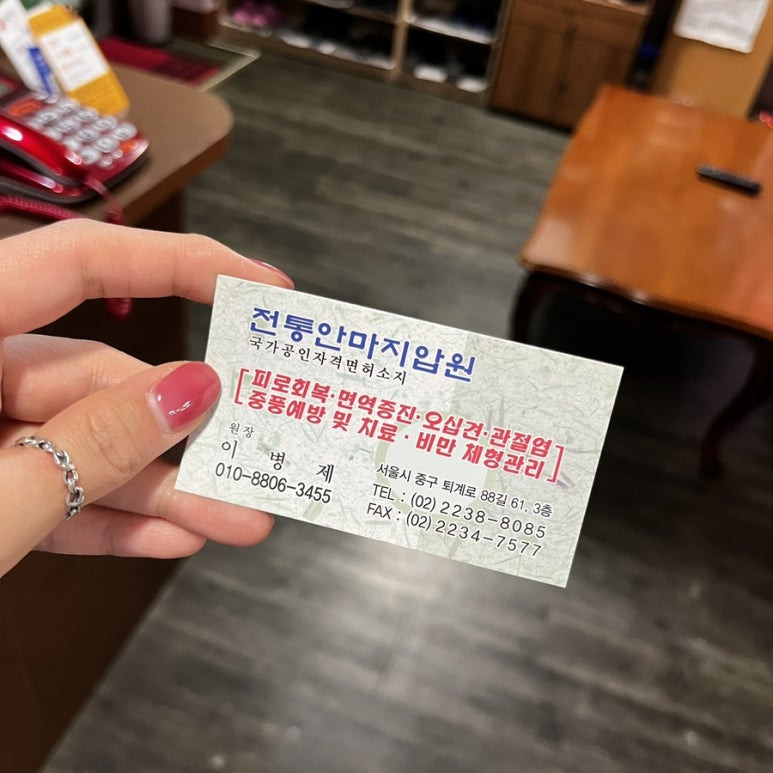 전통안마지압원
국가공인자격면허소지
피로회복·면역증진·오십견·관절염
중풍예방 및 치료·비만 체형관리
원장
이 병 제
010-8806-3455
서울시 중구 퇴계로 88길 61, 3층
TEL : (02) 2238-8085
FAX : (02) 2234-7577